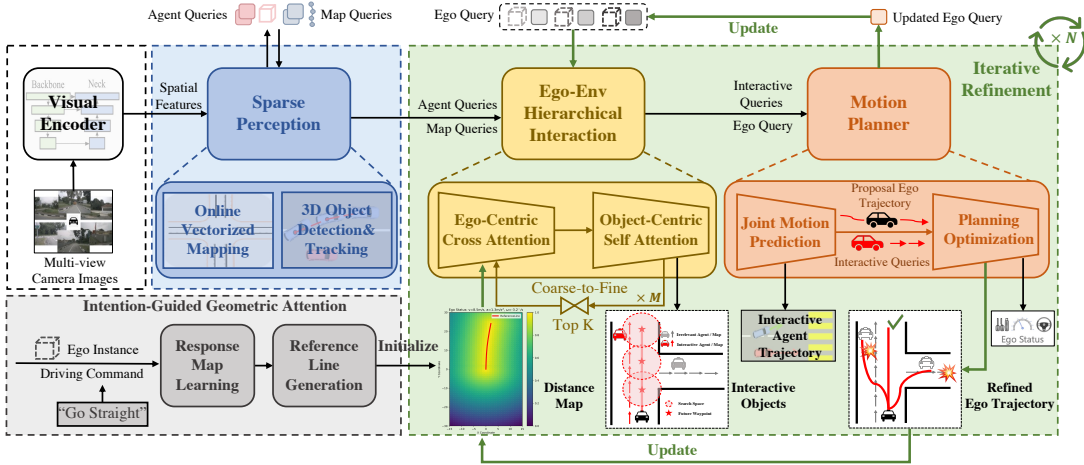 Agent Queries
Map Queries
Ego Query
Update
Updated Ego Query
× N
Iterative
Refinement
Backbone
Neck
Visual
Encoder
Spatial
Features
Sparse
Perception
Agent Queries
Map Queries
Ego-Env
Hierarchical
Interaction
Interactive
Queries
Ego Query
Motion
Planner
Multi-view
Camera Images
Online
Vectorized
Mapping
3D Object
Detection&
Tracking
Ego-Centric
Cross Attention
Object-Centric
Self Attention
Joint Motion
Prediction
Proposal Ego
Trajectory
Interactive Queries
Planning
Optimization
Coarse-to-Fine
× M
Top K
Intention-Guided Geometric Attention
Ego Instance
Driving Command
"Go Straight"
Response
Map
Learning
Reference
Line
Generation
Initialize
Distance
Map
Irrelevant Agent / Map
Interactive Agent / Map
Search Space
Future Waypoint
Interactive
Objects
Interactive
Agent
Trajectory
Ego Status
Refined
Ego Trajectory
Update